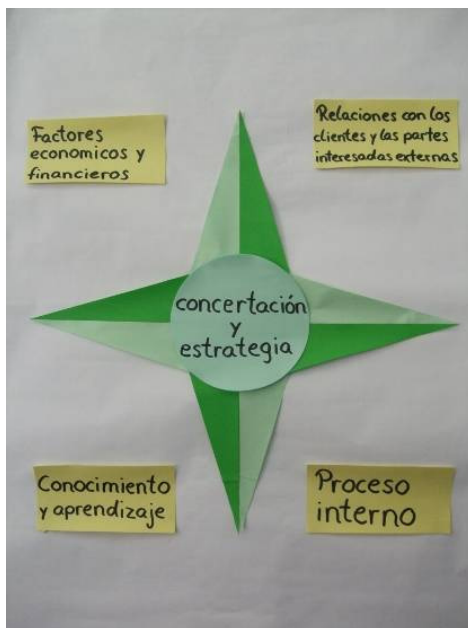 Factores
economicos y
financieros
Relaciones con los
clientes y las partes
interesadas externas
concertación
y
estrategia
Conocimiento
y aprendizaje
Proceso
interno